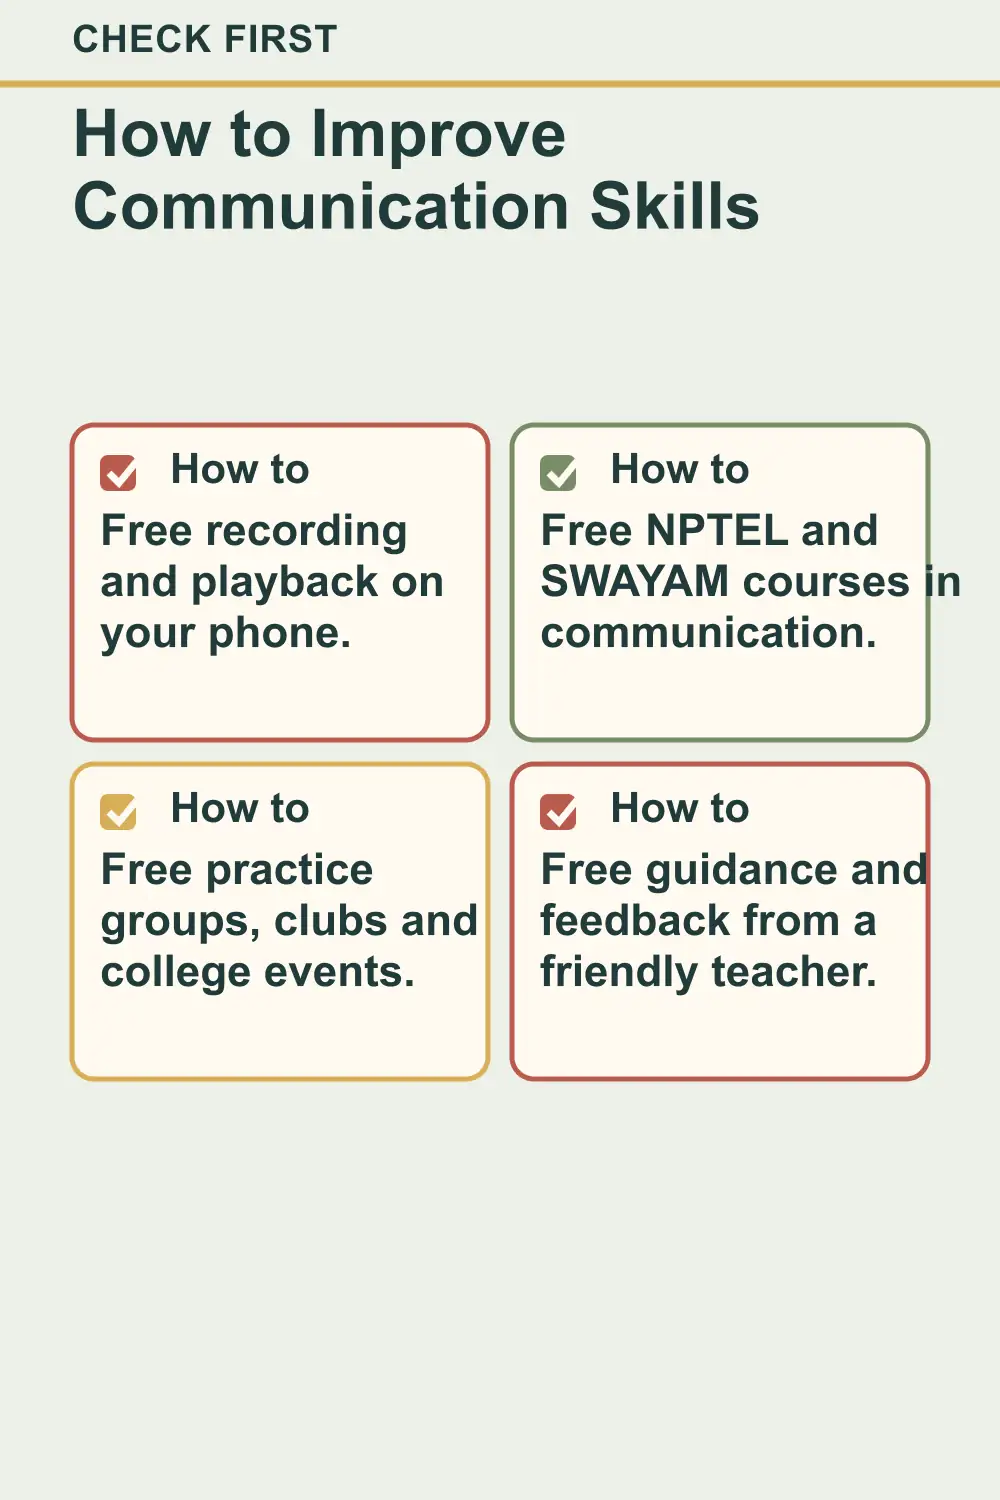 CHECK FIRST
How to Improve
Communication Skills
How to
Free recording
and playback on
your phone.
How to
Free NPTEL and
SWAYAM courses in
communication.
How to
Free practice
groups, clubs and
college events.
How to
Free guidance and
feedback from a
friendly teacher.